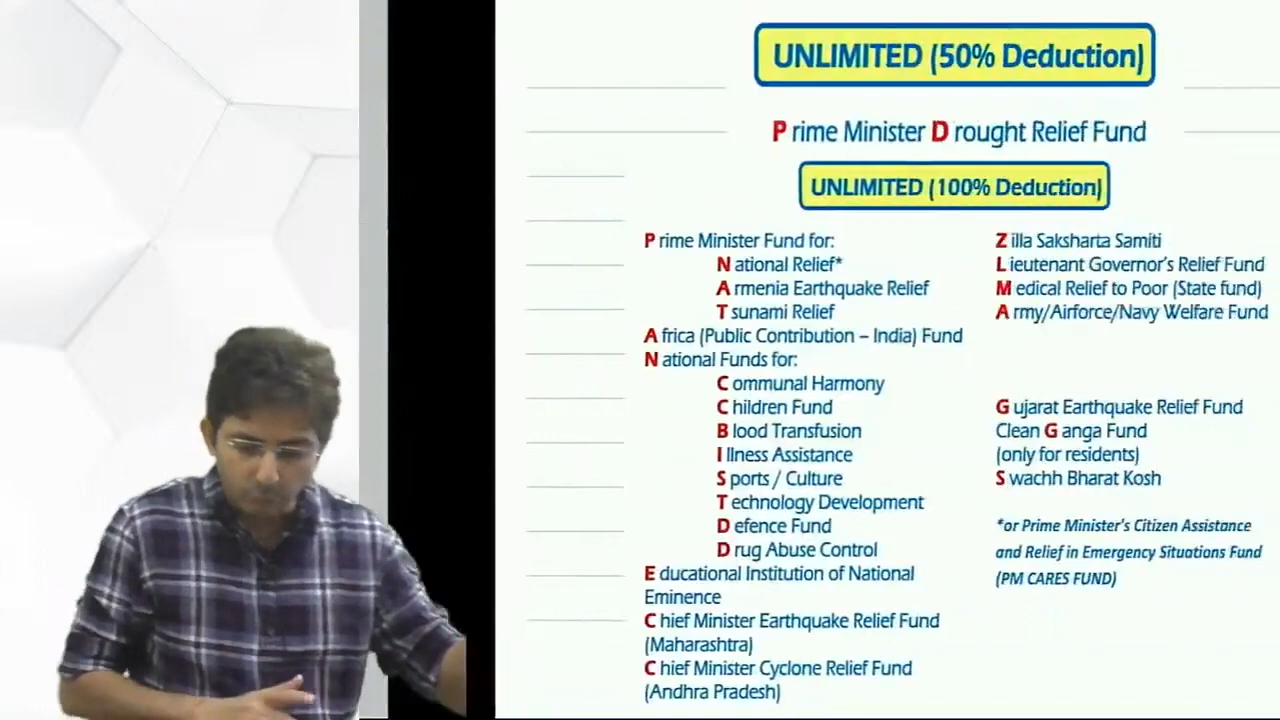 UNLIMITED (50% Deduction)
Prime Minister Drought Relief Fund
UNLIMITED (100% Deduction)
Prime Minister Fund for:
National Relief*
Armenia Earthquake Relief
Tsunami Relief
Africa (Public Contribution – India) Fund
National Funds for:
Communal Harmony
Children Fund
Blood Transfusion
Illness Assistance
Sports / Culture
Technology Development
Defence Fund
Drug Abuse Control
Educational Institution of National
Eminence
Chief Minister Earthquake Relief Fund
(Maharashtra)
Chief Minister Cyclone Relief Fund
(Andhra Pradesh)
Zilla Saksharta Samiti
Lieutenant Governor's Relief Fund
Medical Relief to Poor (State fund)
Army/Airforce/Navy Welfare Fund
Gujarat Earthquake Relief Fund
Clean Ganga Fund
(only for residents)
Swachh Bharat Kosh
*or Prime Minister's Citizen Assistance
and Relief in Emergency Situations Fund
(PM CARES FUND)